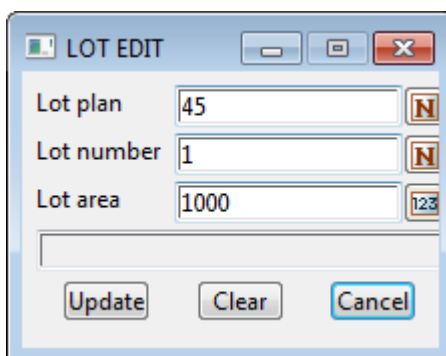 LOT EDIT
Lot plan 45 N
Lot number 1 N
Lot area 1000 123
Update Clear Cancel